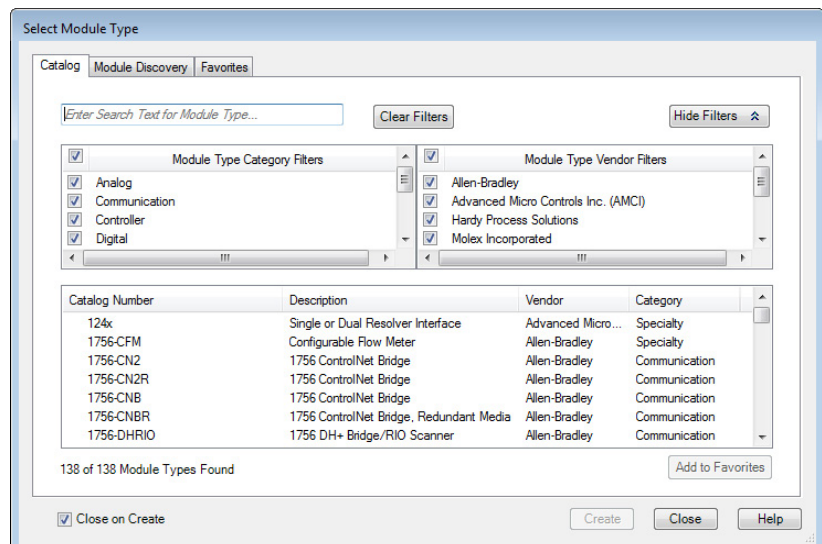 Select Module Type
Catalog Module Discovery Favorites
Enter Search Text for Module Type...
Clear Filters
Hide Filters
Module Type Category Filters
Analog
Communication
Controller
Digital
Module Type Vendor Filters
Allen-Bradley
Advanced Micro Controls Inc. (AMCI)
Hardy Process Solutions
Molex Incorporated
Catalog Number Description Vendor Category
124x Single or Dual Resolver Interface Advanced Micro... Specialty
1756-CFM Configurable Flow Meter Allen-Bradley Specialty
1756-CN2 1756 ControlNet Bridge Allen-Bradley Communication
1756-CN2R 1756 ControlNet Bridge Allen-Bradley Communication
1756-CNB 1756 ControlNet Bridge Allen-Bradley Communication
1756-CNBR 1756 ControlNet Bridge, Redundant Media Allen-Bradley Communication
1756-DHRIO 1756 DH+ Bridge/RIO Scanner Allen-Bradley Communication
138 of 138 Module Types Found
Add to Favorites
Close on Create
Create
Close
Help